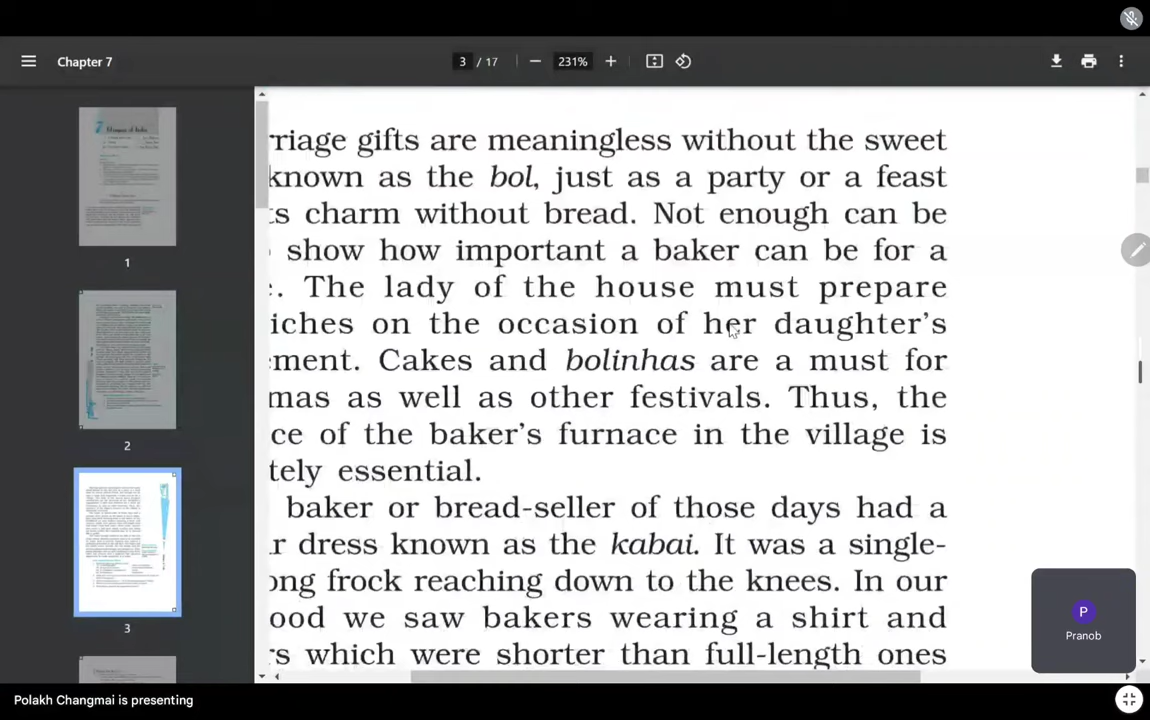 Chapter 7
3 / 17
231%
1
2
3
rriage gifts are meaningless without the sweet
known as the bol, just as a party or a feast
ts charm without bread. Not enough can be
show how important a baker can be for a
e. The lady of the house must prepare
iches on the occasion of her daughter's
ement. Cakes and bolinhas are a must for
mas as well as other festivals. Thus, the
ce of the baker's furnace in the village is
tely essential.
baker or bread-seller of those days had a
r dress known as the kabai. It was a single-
ong frock reaching down to the knees. In our
ood we saw bakers wearing a shirt and
rs which were shorter than full-length ones
P
Pranob
Polakh Changmai is presenting